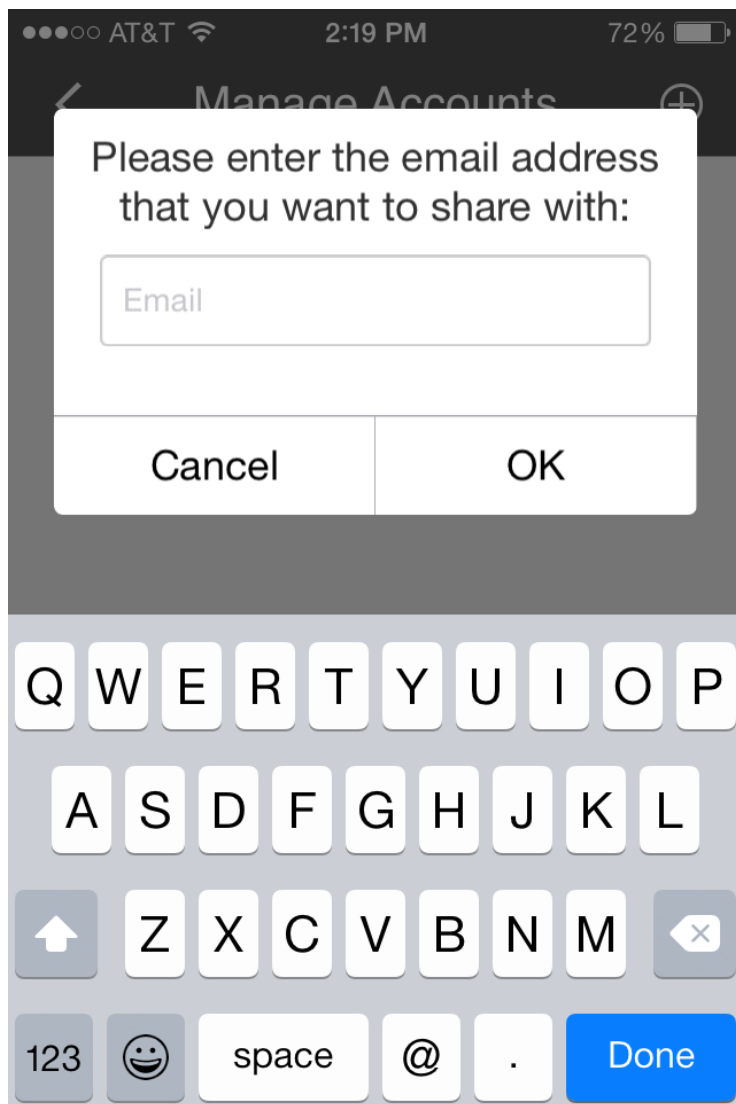 AT&T 2:19 PM 72%
Manage Accounts
Please enter the email address
that you want to share with:
Email
Cancel OK
Q W E R T Y U I O P
A S D F G H J K L
Z X C V B N M
123 space @ . Done